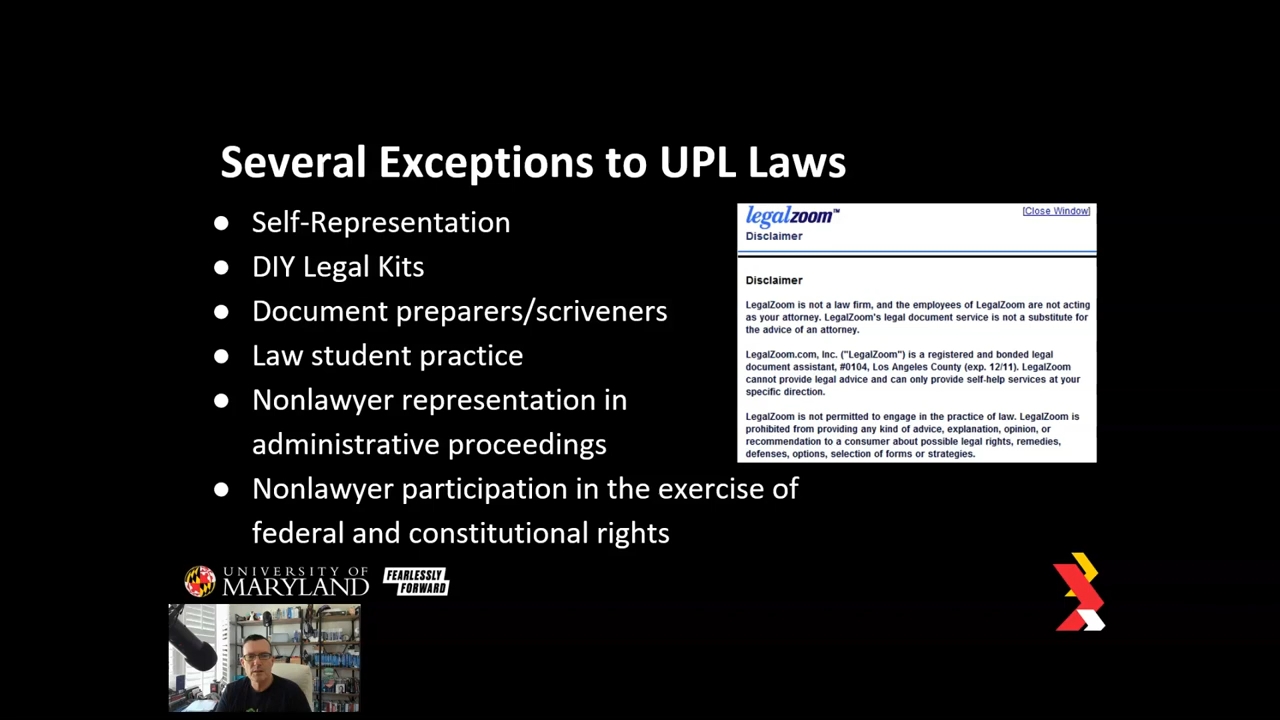 Several Exceptions to UPL Laws
● Self-Representation
● DIY Legal Kits
● Document preparers/scriveners
● Law student practice
● Nonlawyer representation in
administrative proceedings
● Nonlawyer participation in the exercise of
federal and constitutional rights
legalzoom™
[Close Window]
Disclaimer
Disclaimer
LegalZoom is not a law firm, and the employees of LegalZoom are not acting
as your attorney. LegalZoom's legal document service is not a substitute for
the advice of an attorney.
LegalZoom.com, Inc. ("LegalZoom") is a registered and bonded legal
document assistant, #0104, Los Angeles County (exp. 12/11). LegalZoom
cannot provide legal advice and can only provide self-help services at your
specific direction.
LegalZoom is not permitted to engage in the practice of law. LegalZoom is
prohibited from providing any kind of advice, explanation, opinion, or
recommendation to a consumer about possible legal rights, remedies,
defenses, options, selection of forms or strategies.
UNIVERSITY OF
MARYLAND
FEARLESSLY
FORWARD